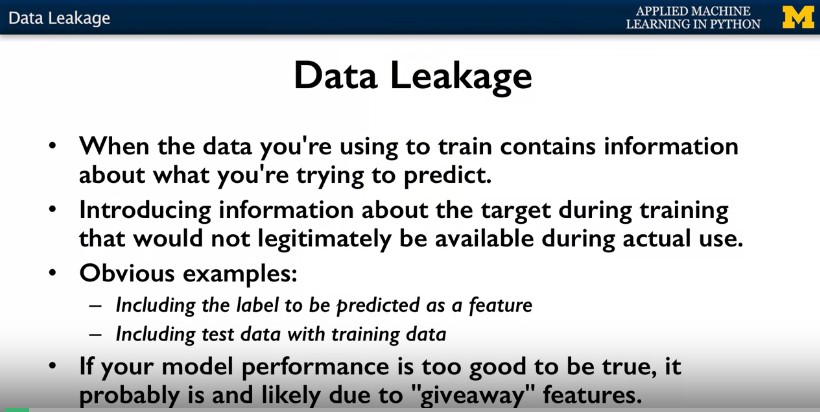 Data Leakage
APPLIED MACHINE
LEARNING IN PYTHON
M
Data Leakage
• When the data you're using to train contains information
about what you're trying to predict.
• Introducing information about the target during training
that would not legitimately be available during actual use.
• Obvious examples:
– Including the label to be predicted as a feature
– Including test data with training data
• If your model performance is too good to be true, it
probably is and likely due to "giveaway" features.